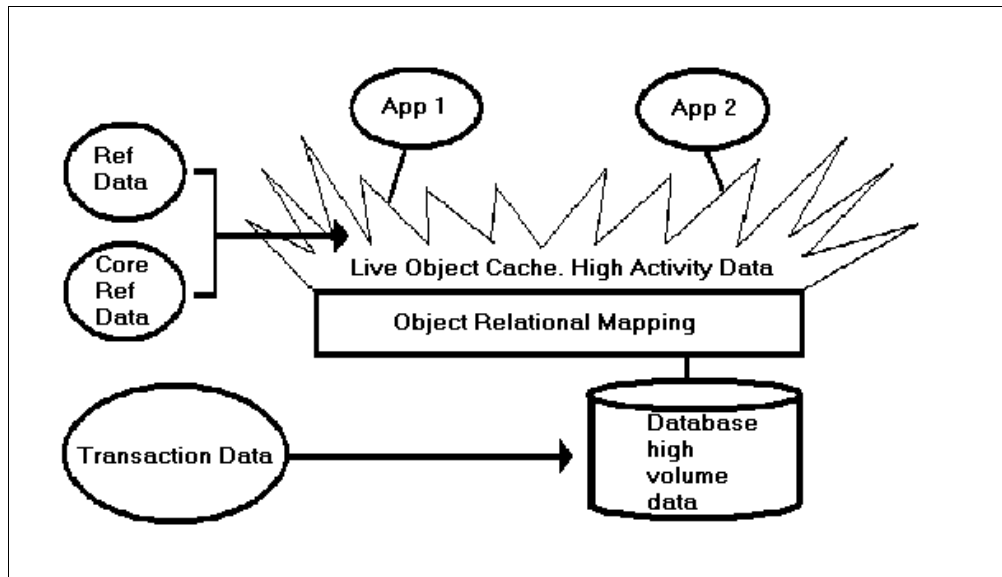 App 1
App 2
Ref
Data
Core
Ref
Data
Live Object Cache. High Activity Data
Object Relational Mapping
Transaction Data
Database
high
volume
data